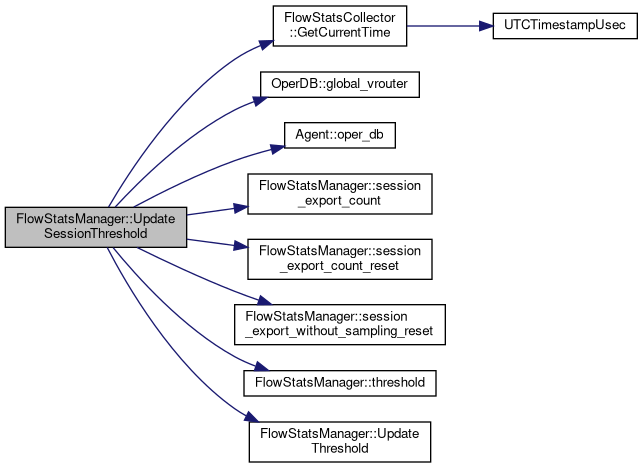 FlowStatsCollector
::GetCurrentTime
UTCTimestampUsec
OperDB::global_vrouter
Agent::oper_db
FlowStatsManager::session
_export_count
FlowStatsManager::Update
SessionThreshold
FlowStatsManager::session
_export_count_reset
FlowStatsManager::session
_export_without_sampling_reset
FlowStatsManager::threshold
FlowStatsManager::Update
Threshold